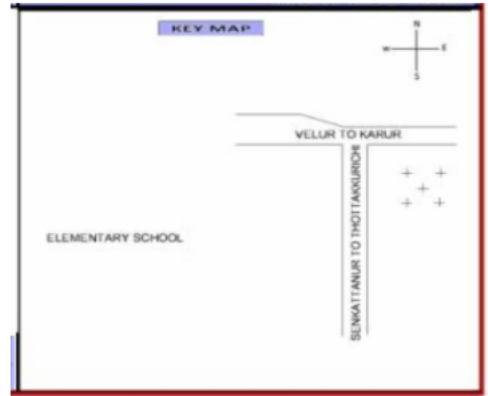 KEY MAP
N
W E
S
VELUR TO KARUR
SENKATTANUR TO THOTTAKKURICHI
ELEMENTARY SCHOOL